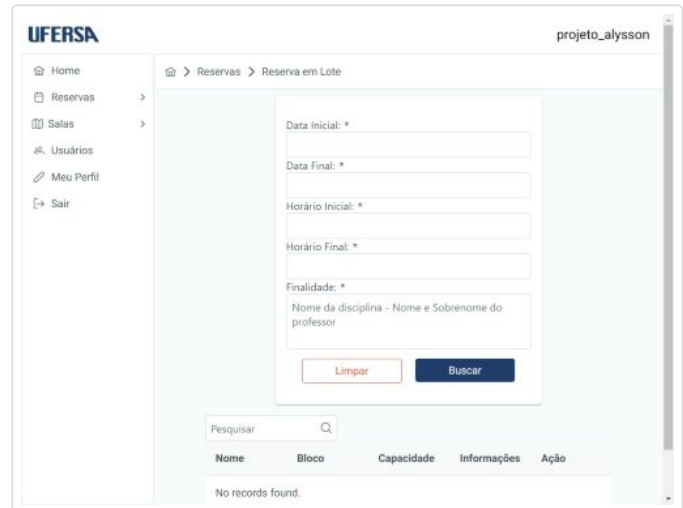 UFERSA
projeto_alysson
Home
Reservas
Salas
Usuários
Meu Perfil
Sair
Reservas > Reserva em Lote
Data Inicial: *
Data Final: *
Horário Inicial: *
Horário Final: *
Finalidade: *
Nome da disciplina - Nome e Sobrenome do
professor
Limpar Buscar
Pesquisar
Nome Bloco Capacidade Informações Ação
No records found.